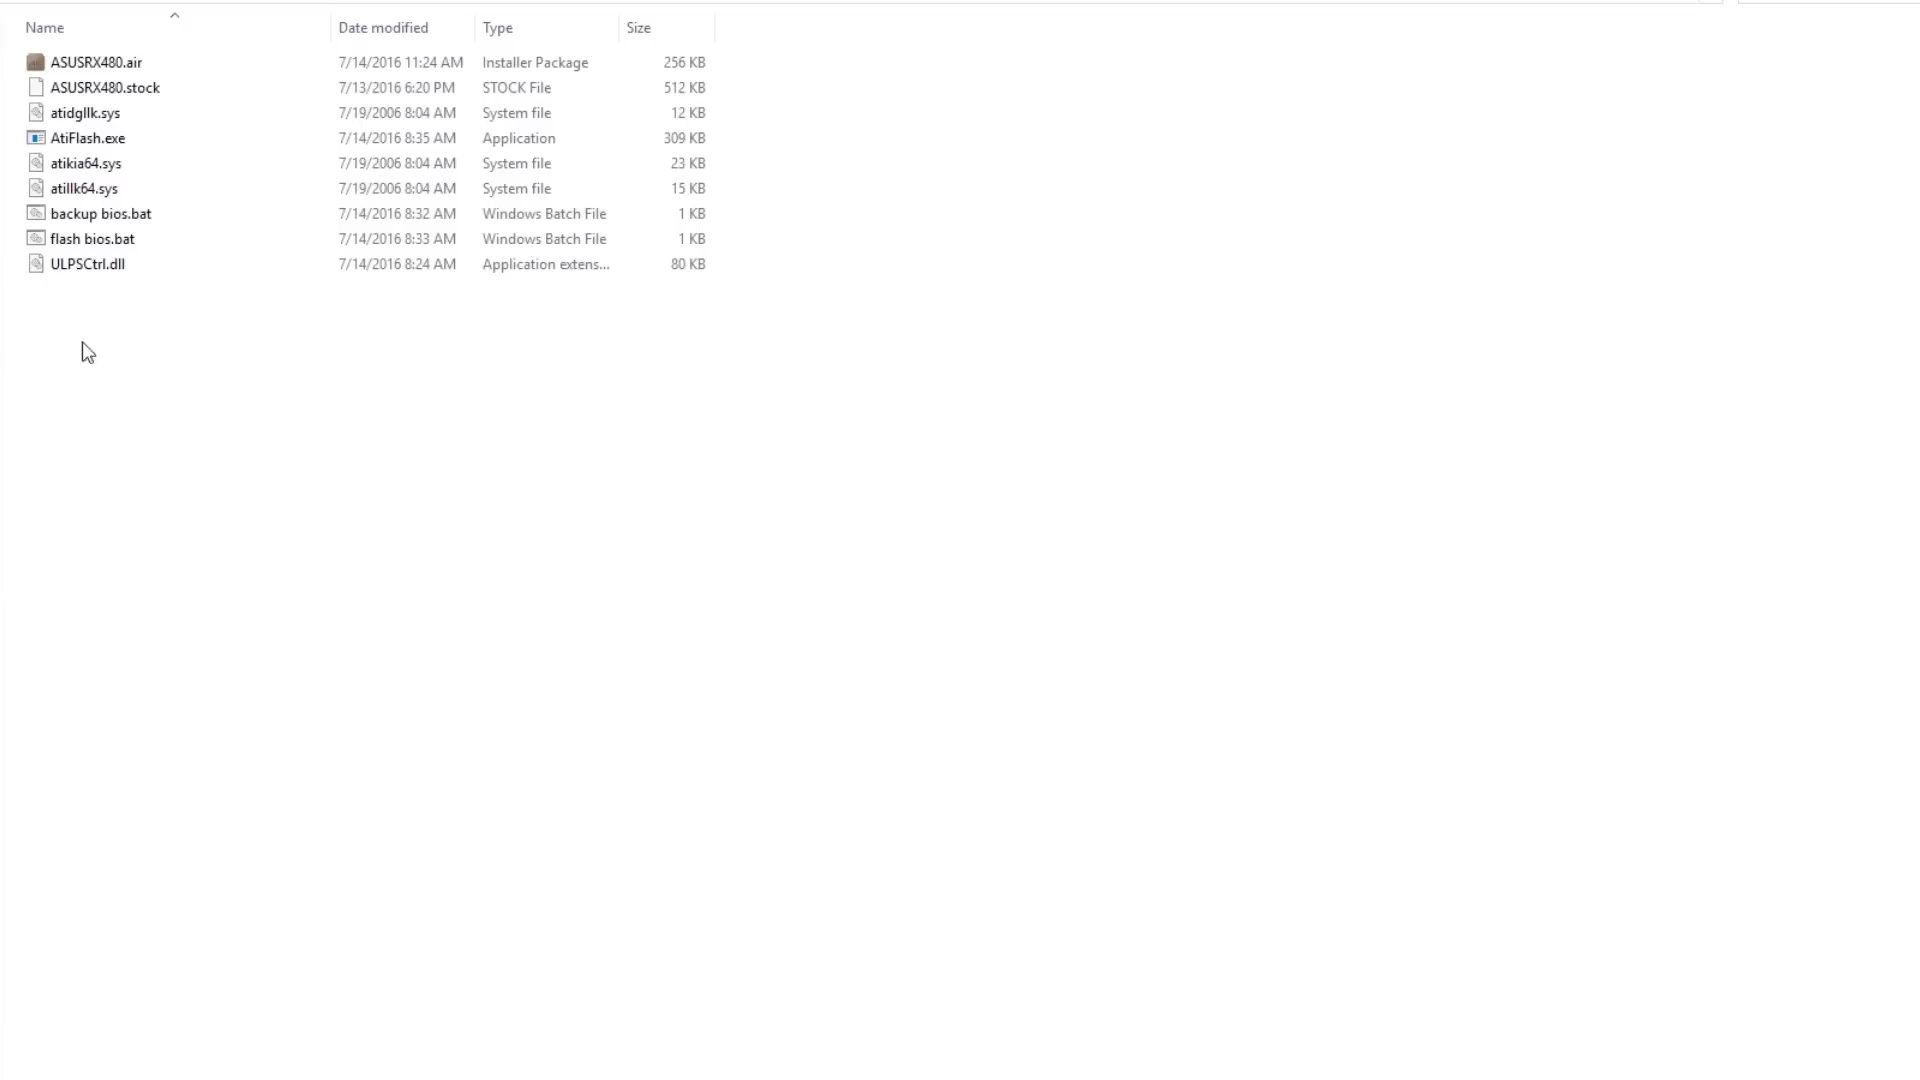 Name Date modified Type Size
ASUSRX480.air 7/14/2016 11:24 AM Installer Package 256 KB
ASUSRX480.stock 7/13/2016 6:20 PM STOCK File 512 KB
atidgllk.sys 7/19/2006 8:04 AM System file 12 KB
AtiFlash.exe 7/14/2016 8:35 AM Application 309 KB
atikia64.sys 7/19/2006 8:04 AM System file 23 KB
atillk64.sys 7/19/2006 8:04 AM System file 15 KB
backup bios.bat 7/14/2016 8:32 AM Windows Batch File 1 KB
flash bios.bat 7/14/2016 8:33 AM Windows Batch File 1 KB
ULPSCtrl.dll 7/14/2016 8:24 AM Application extens... 80 KB